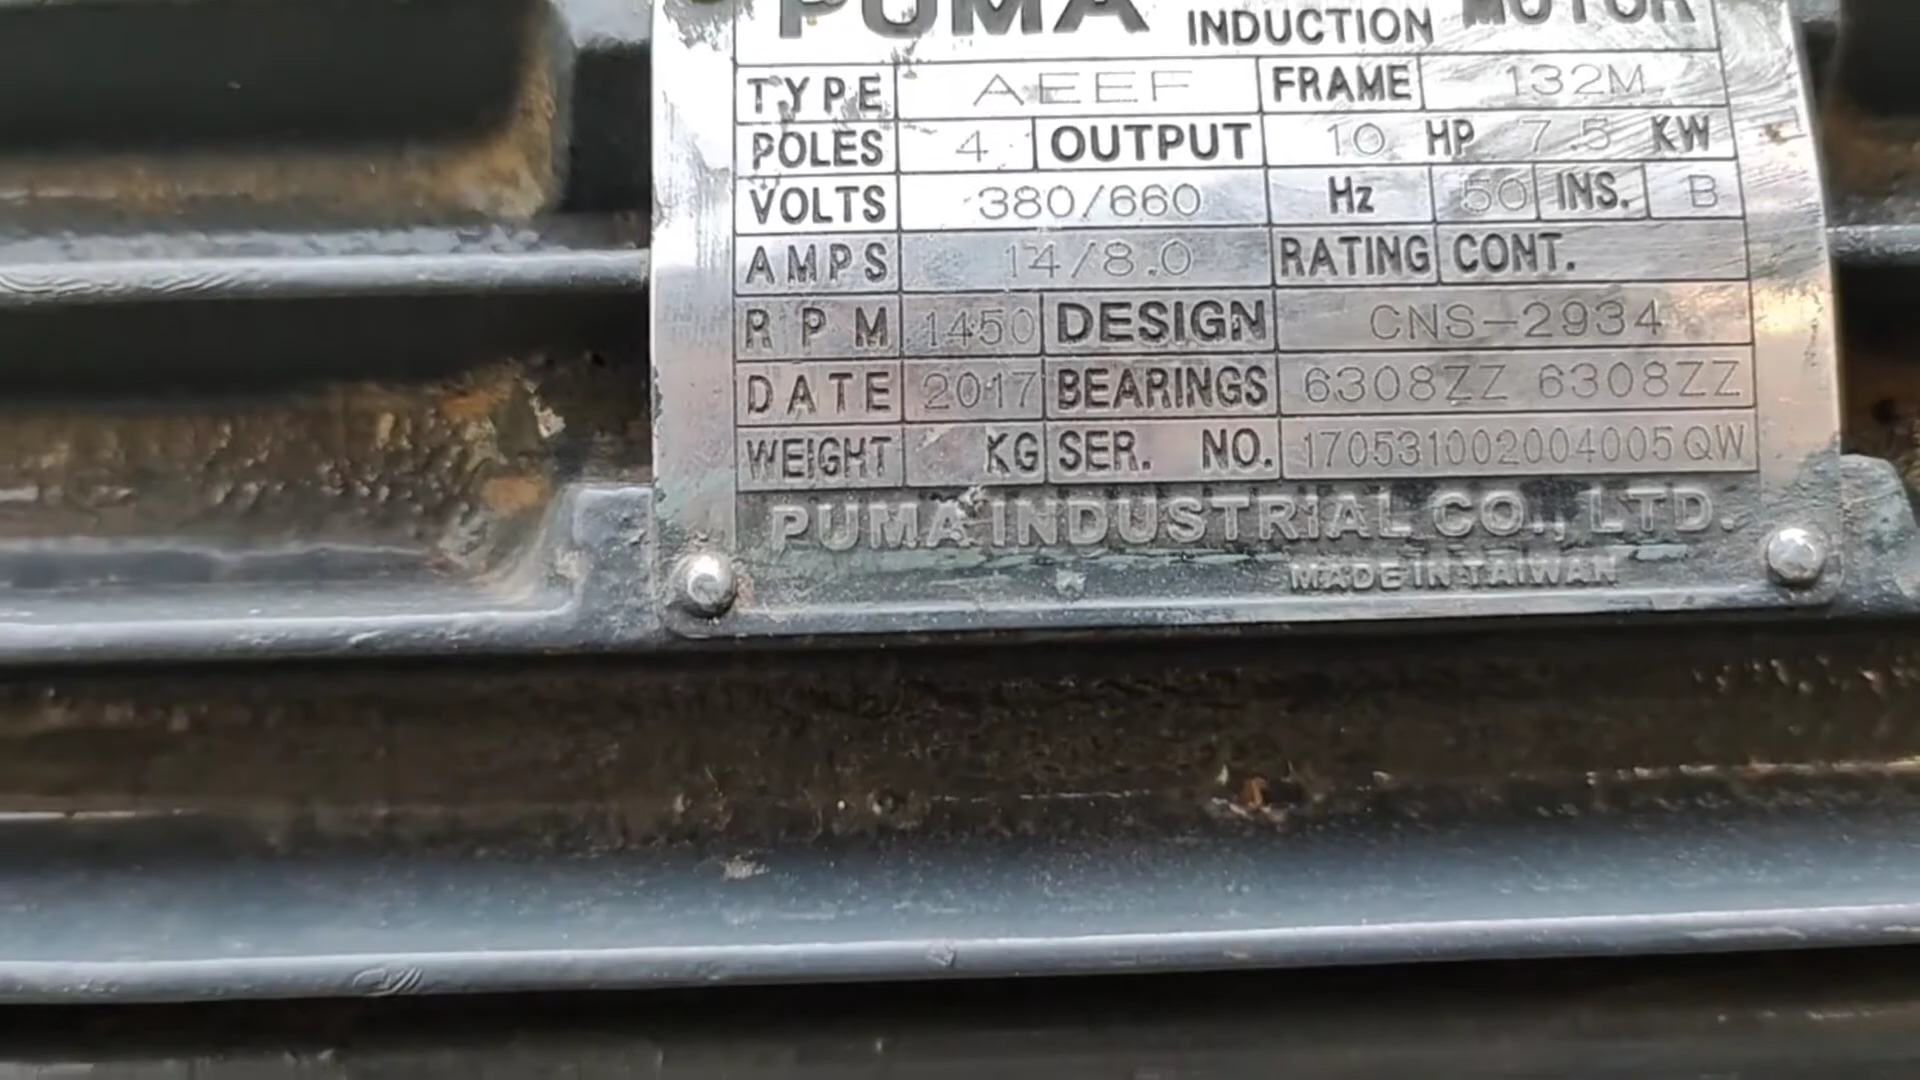 PUMA INDUCTION MOTOR
TYPE AEEF FRAME 132M
POLES 4 OUTPUT 10 HP 7.5 KW
VOLTS 380/660 Hz 50 INS. B
AMPS 14/8.0 RATING CONT.
RPM 1450 DESIGN CNS-2934
DATE 2017 BEARINGS 6308ZZ 6308ZZ
WEIGHT KG SER. NO. 170531002004005QW
PUMA INDUSTRIAL CO., LTD.
MADE IN TAIWAN